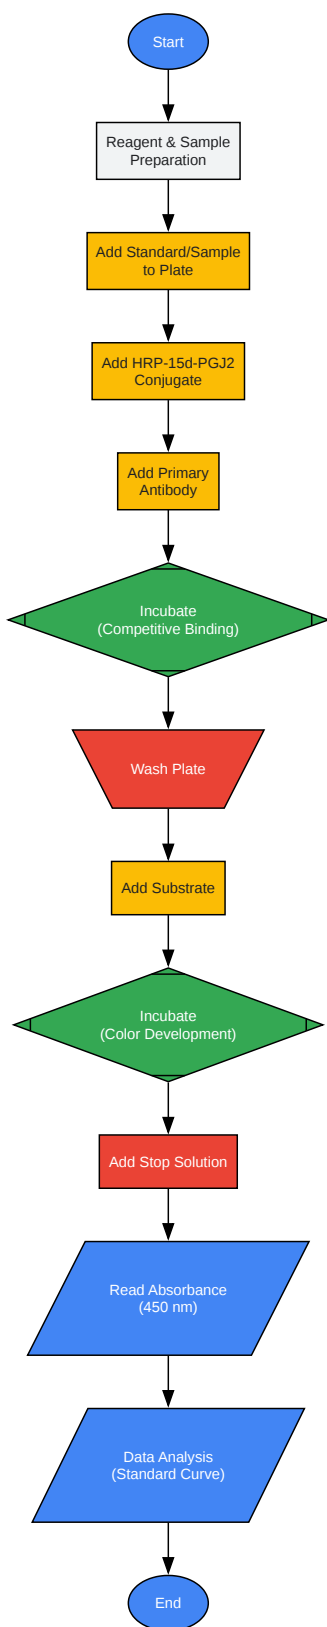 Start
Reagent & Sample
Preparation
Add Standard/Sample
to Plate
Add HRP-15d-PGJ2
Conjugate
Add Primary
Antibody
Incubate
(Competitive Binding)
Wash Plate
Add Substrate
Incubate
(Color Development)
Add Stop Solution
Read Absorbance
(450 nm)
Data Analysis
(Standard Curve)
End